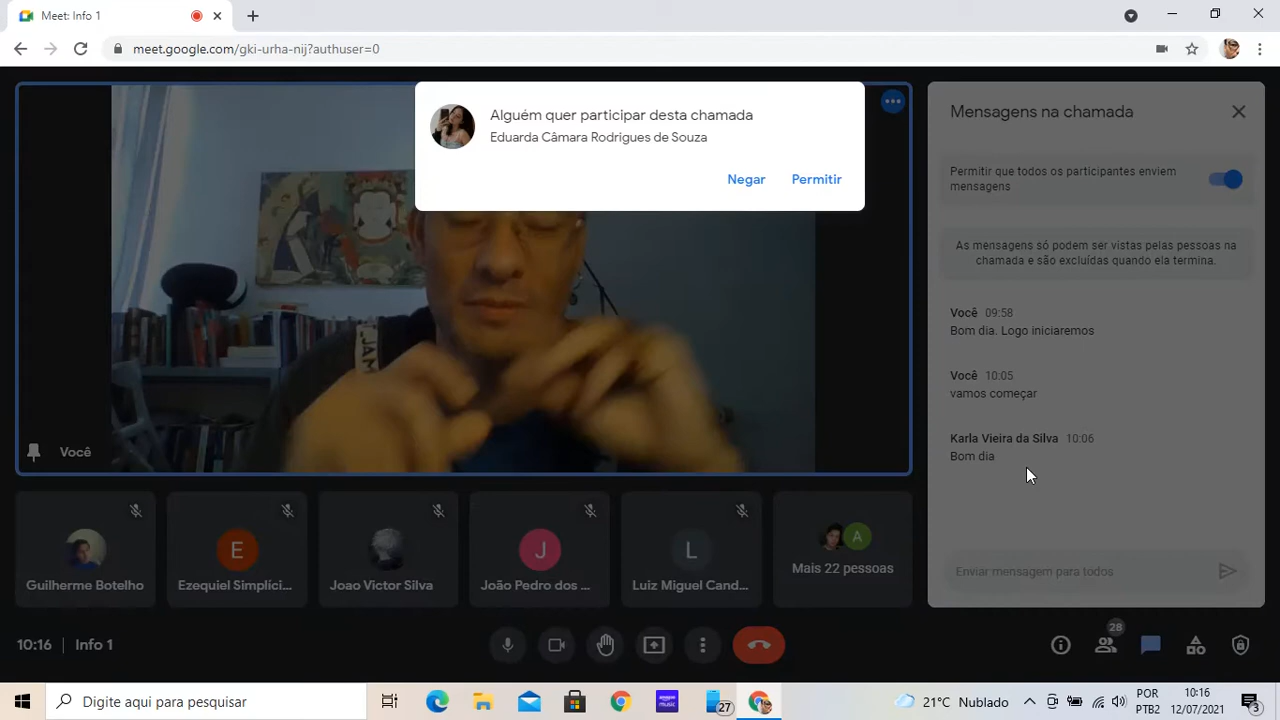 Meet: Info 1
meet.google.com/gki-urha-nij?authuser=0
Alguém quer participar desta chamada
Eduarda Câmara Rodrigues de Souza
Negar
Permitir
JAM
Você
Mensagens na chamada
Permitir que todos os participantes enviem
mensagens
As mensagens só podem ser vistas pelas pessoas na
chamada e são excluídas quando ela termina.
Você 09:58
Bom dia. Logo iniciaremos
Você 10:05
vamos começar
Karla Vieira da Silva 10:06
Bom dia
Enviar mensagem para todos
Guilherme Botelho
E
Ezequiel Simplíci...
Joao Victor Silva
J
João Pedro dos ...
L
Luiz Miguel Cand...
A
Mais 22 pessoas
10:16 | Info 1
28
Digite aqui para pesquisar
music
27
21°C Nublado
POR
PTB2
10:16
12/07/2021
3